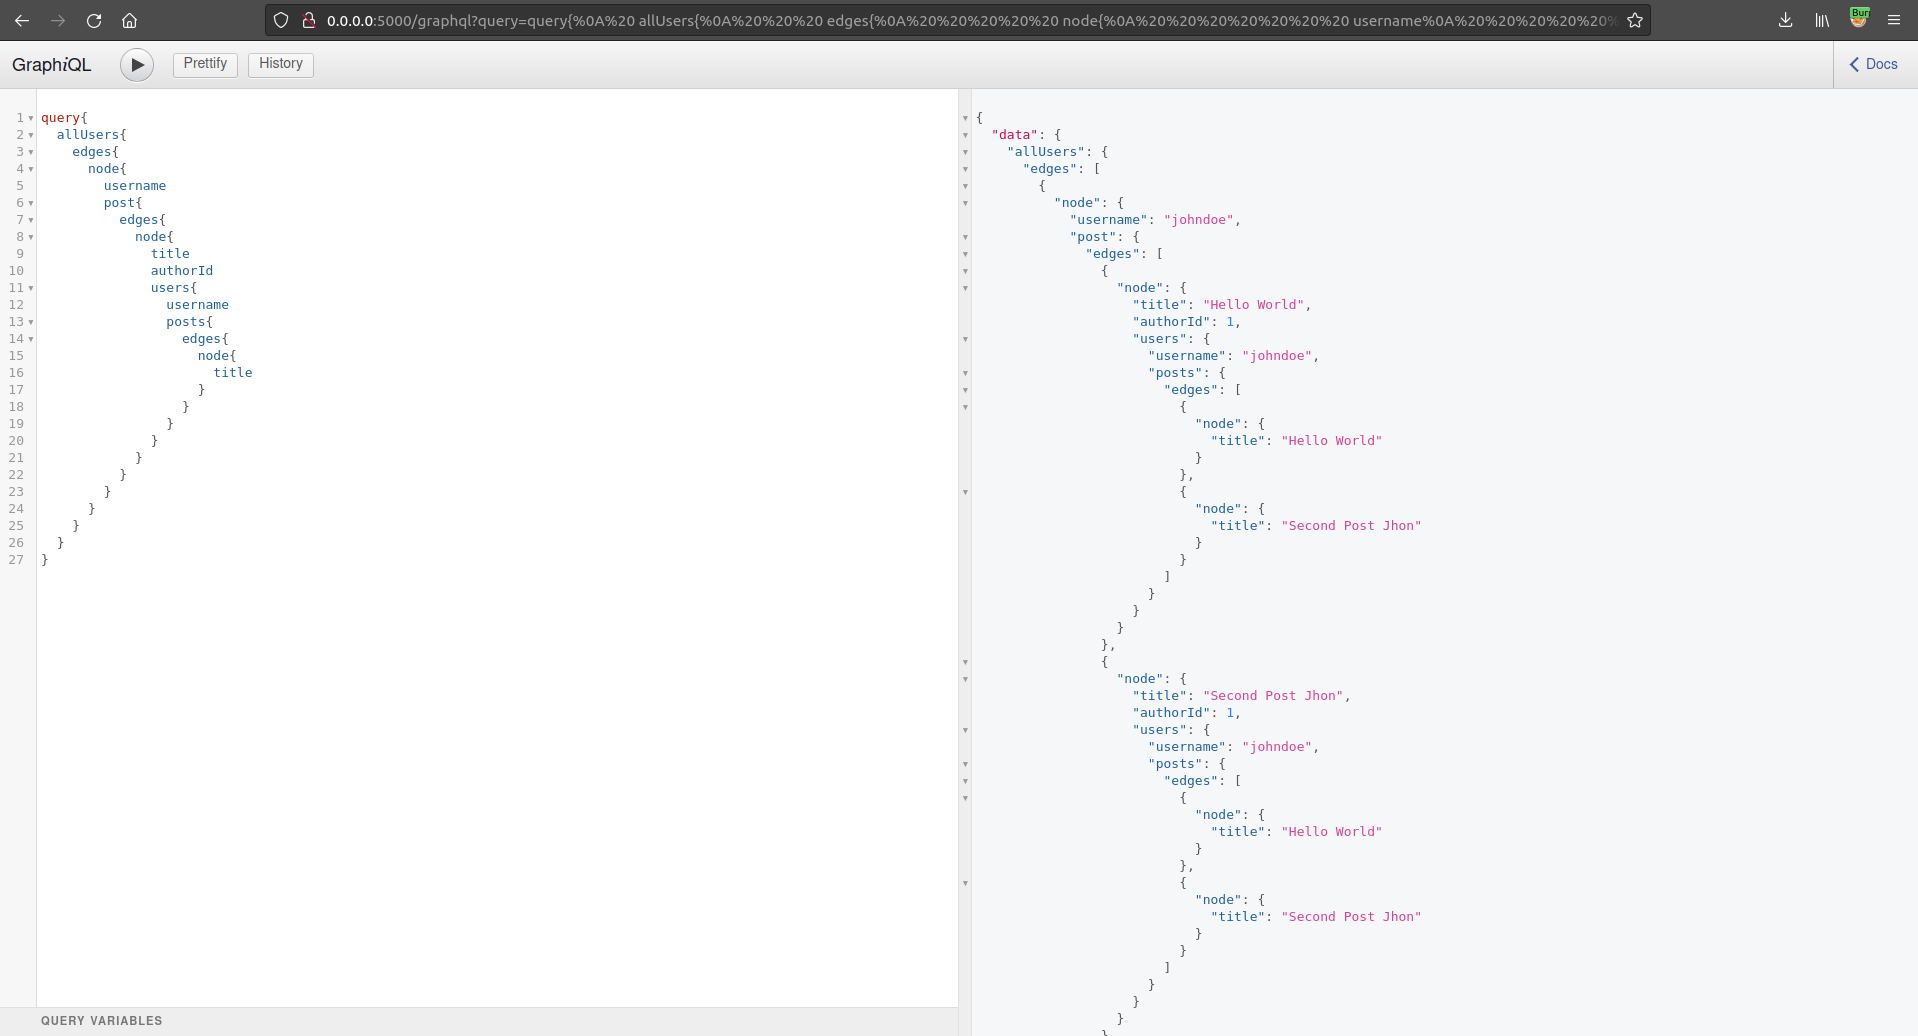 0.0.0.0:5000/graphql?query=query{%0A%20 allUsers{%0A%20%20%20 edges{%0A%20%20%20%20%20 node{%0A%20%20%20%20%20%20%20 username%0A%20%20%20%20%20%
Bur
GraphiQL Prettify History Docs
1 query{
2 allUsers{
3 edges{
4 node{
5 username
6 post{
7 edges{
8 node{
9 title
10 authorId
11 users{
12 username
13 posts{
14 edges{
15 node{
16 title
17 }
18 }
19 }
20 }
21 }
22 }
23 }
24 }
25 }
26 }
27 }
QUERY VARIABLES
{
"data": {
"allUsers": {
"edges": [
{
"node": {
"username": "johndoe",
"post": {
"edges": [
{
"node": {
"title": "Hello World",
"authorId": 1,
"users": {
"username": "johndoe",
"posts": {
"edges": [
{
"node": {
"title": "Hello World"
}
},
{
"node": {
"title": "Second Post Jhon"
}
}
]
}
}
}
},
{
"node": {
"title": "Second Post Jhon",
"authorId": 1,
"users": {
"username": "johndoe",
"posts": {
"edges": [
{
"node": {
"title": "Hello World"
}
},
{
"node": {
"title": "Second Post Jhon"
}
}
]
}
}
}
}